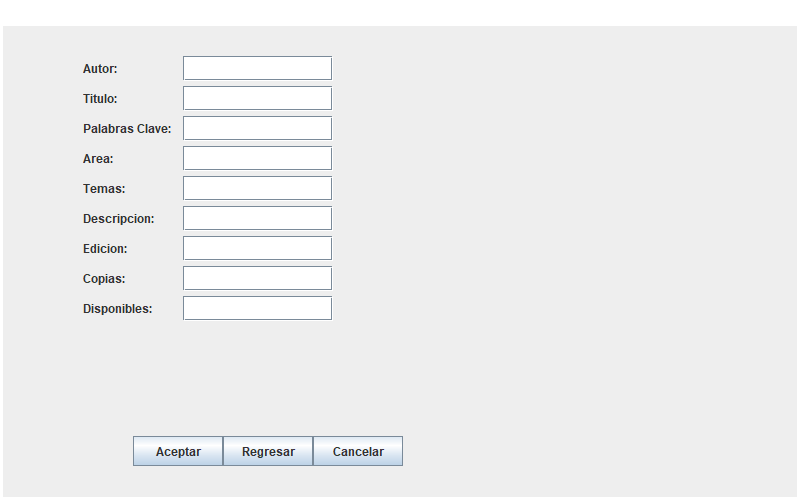 Autor:
Titulo:
Palabras Clave:
Area:
Temas:
Descripcion:
Edicion:
Copias:
Disponibles:
Aceptar Regresar Cancelar